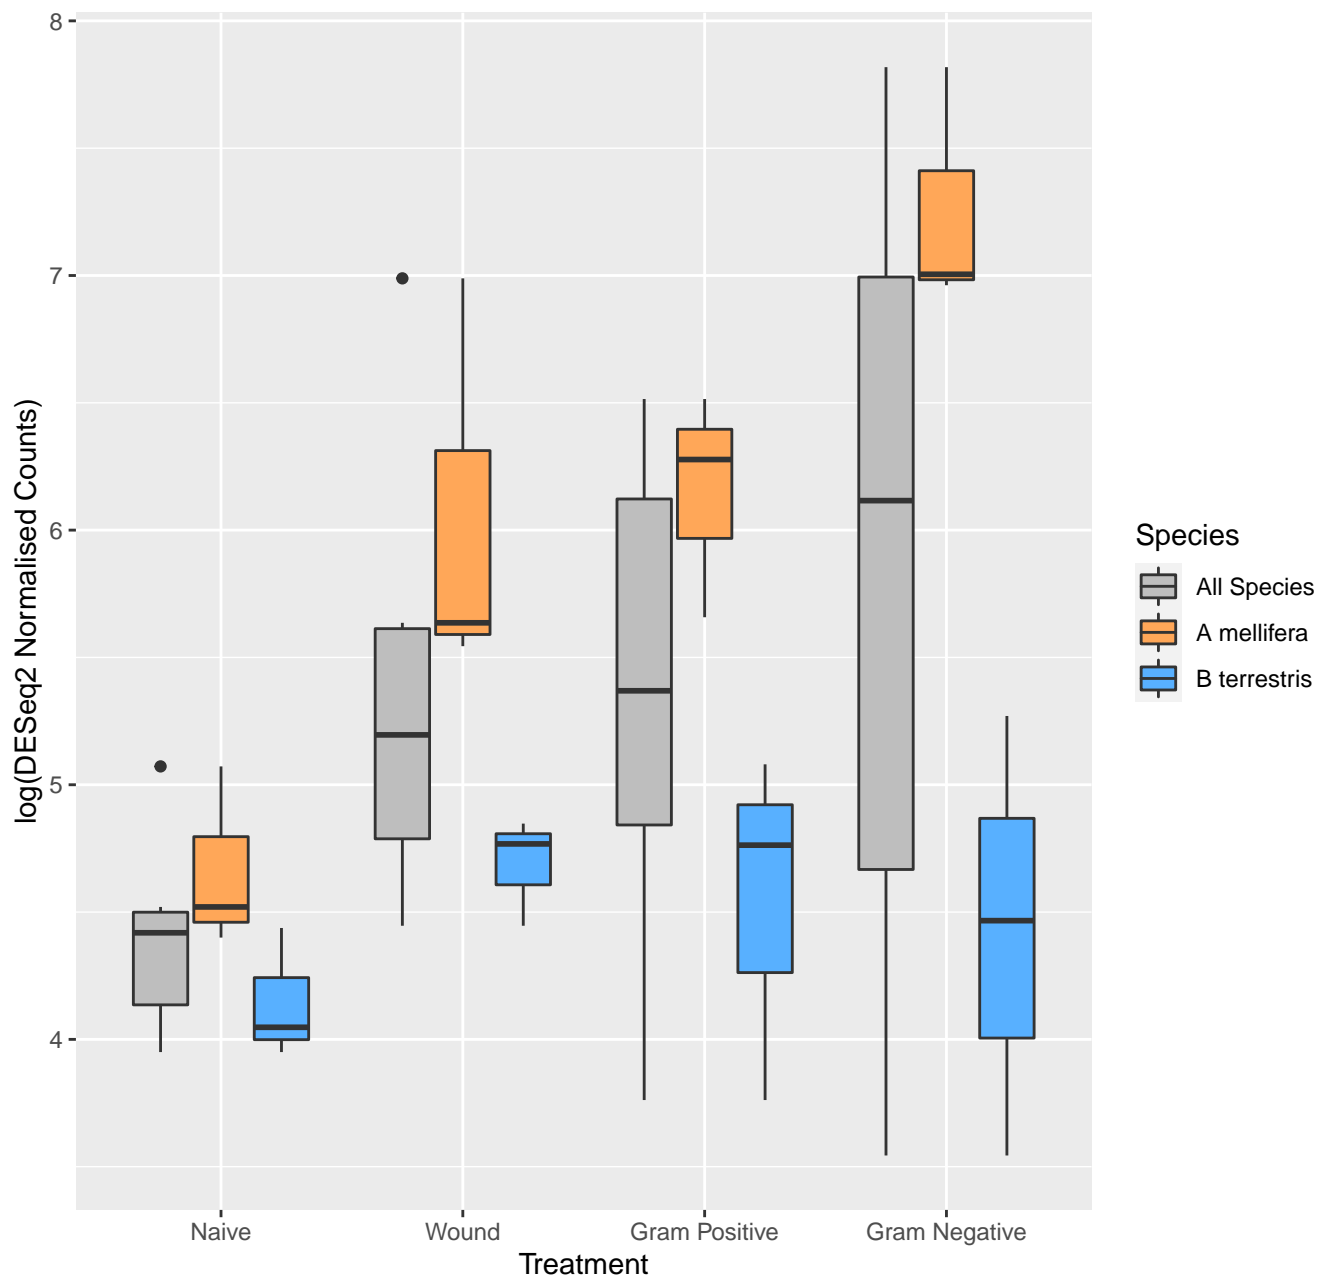 8
7
6
5
4
log(DESeq2 Normalised Counts)
Naive
Wound
Gram Positive
Gram Negative
Treatment
Species
All Species
A mellifera
B terrestris